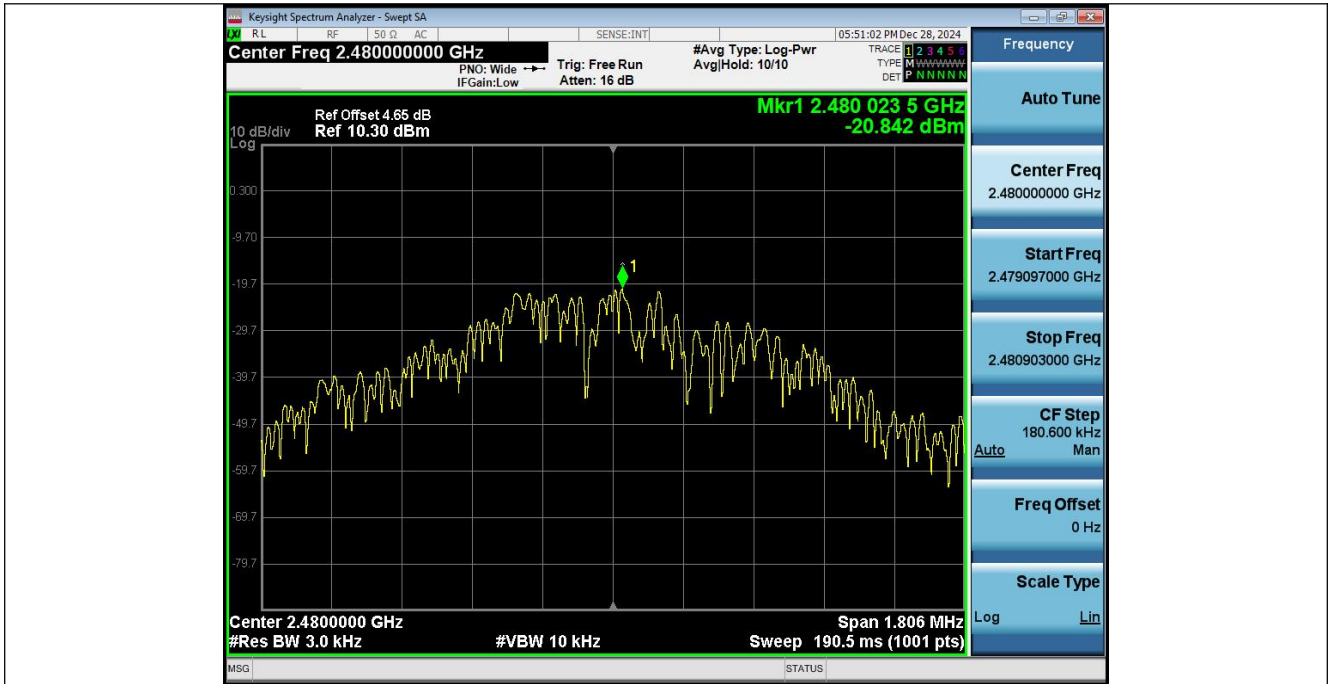 Keysight Spectrum Analyzer - Swept SA
LXI RL RF 50 Ω AC SENSE:INT 05:51:02 PM Dec 28, 2024
Center Freq 2.480000000 GHz
PNO: Wide
IFGain:Low
Trig: Free Run
Atten: 16 dB
#Avg Type: Log-Pwr
Avg|Hold: 10/10
TRACE 1 2 3 4 5 6
TYPE M WWWWW
DET P N N N N N
Ref Offset 4.65 dB
10 dB/div Ref 10.30 dBm
Log
Mkr1 2.480 023 5 GHz
-20.842 dBm
1
0.300
-9.70
-19.7
-29.7
-39.7
-49.7
-59.7
-69.7
-79.7
Center 2.4800000 GHz Span 1.806 MHz
#Res BW 3.0 kHz #VBW 10 kHz Sweep 190.5 ms (1001 pts)
MSG STATUS
Frequency
Auto Tune
Center Freq
2.480000000 GHz
Start Freq
2.479097000 GHz
Stop Freq
2.480903000 GHz
CF Step
180.600 kHz
Auto Man
Freq Offset
0 Hz
Scale Type
Log Lin